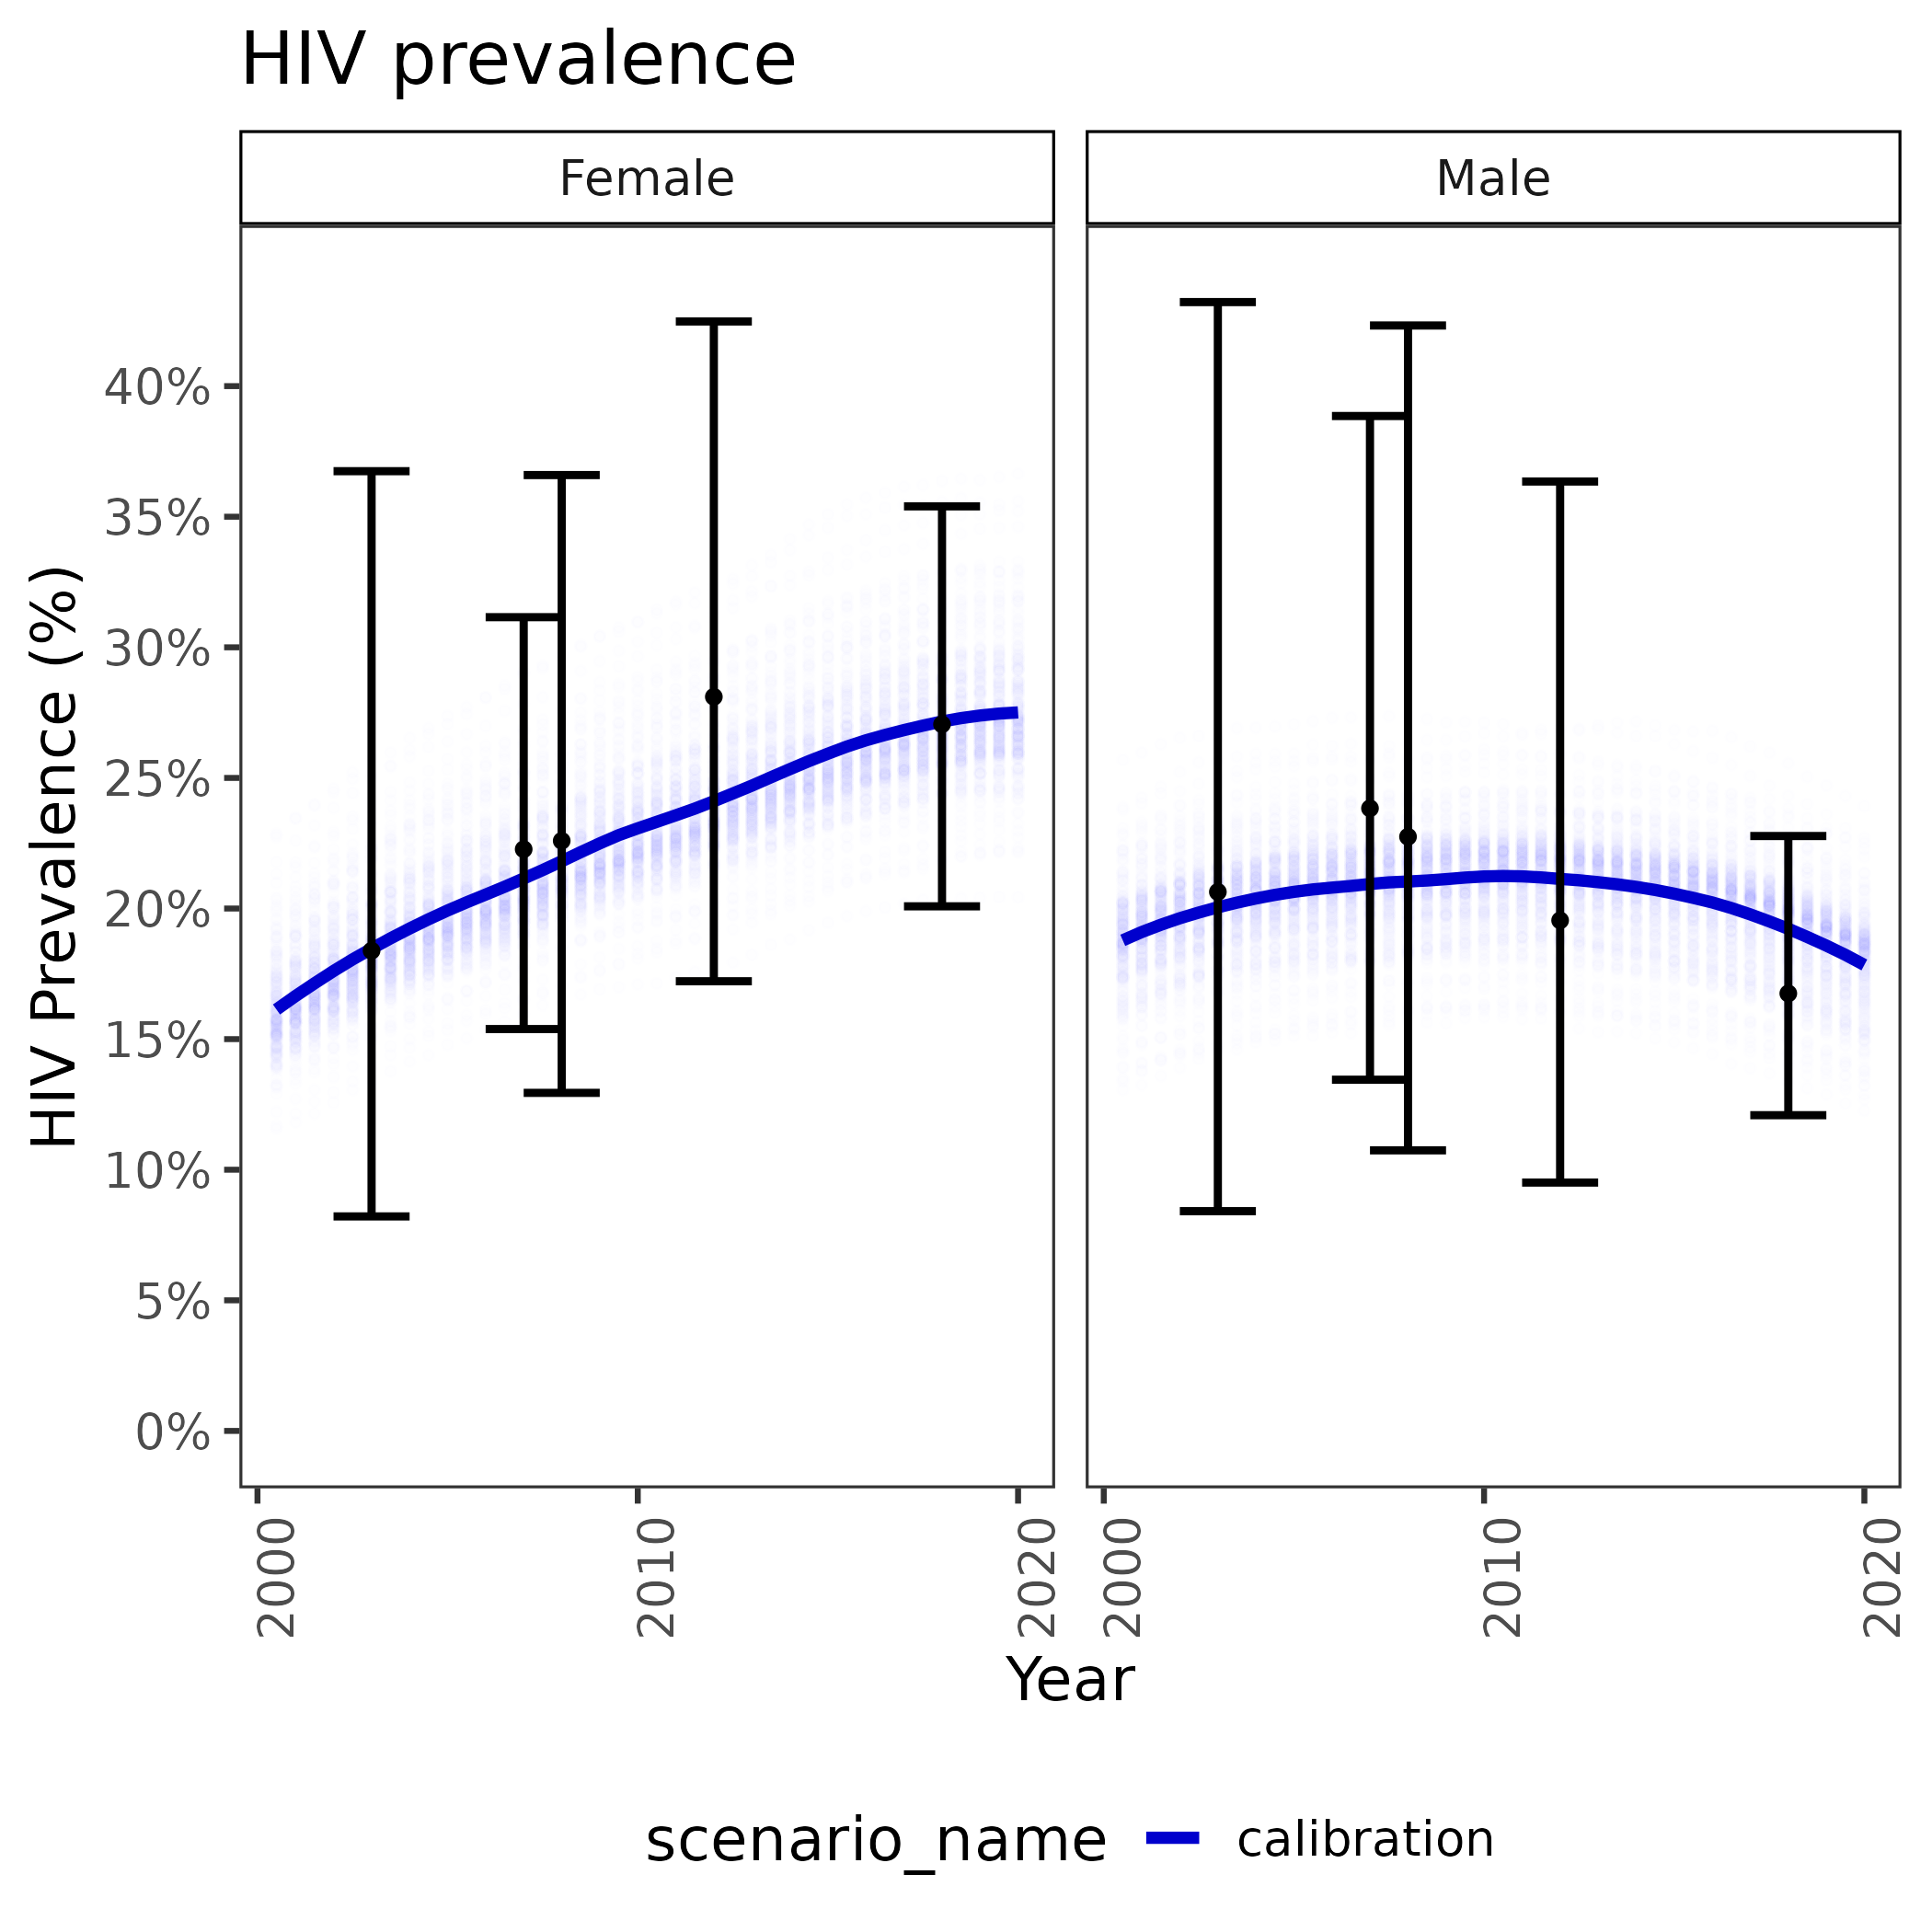 HIV prevalence
Female
Male
HIV Prevalence (%)
40%
35%
30%
25%
20%
15%
10%
5%
0%
2000
2010
2020
2000
2010
2020
Year
scenario_name
calibration